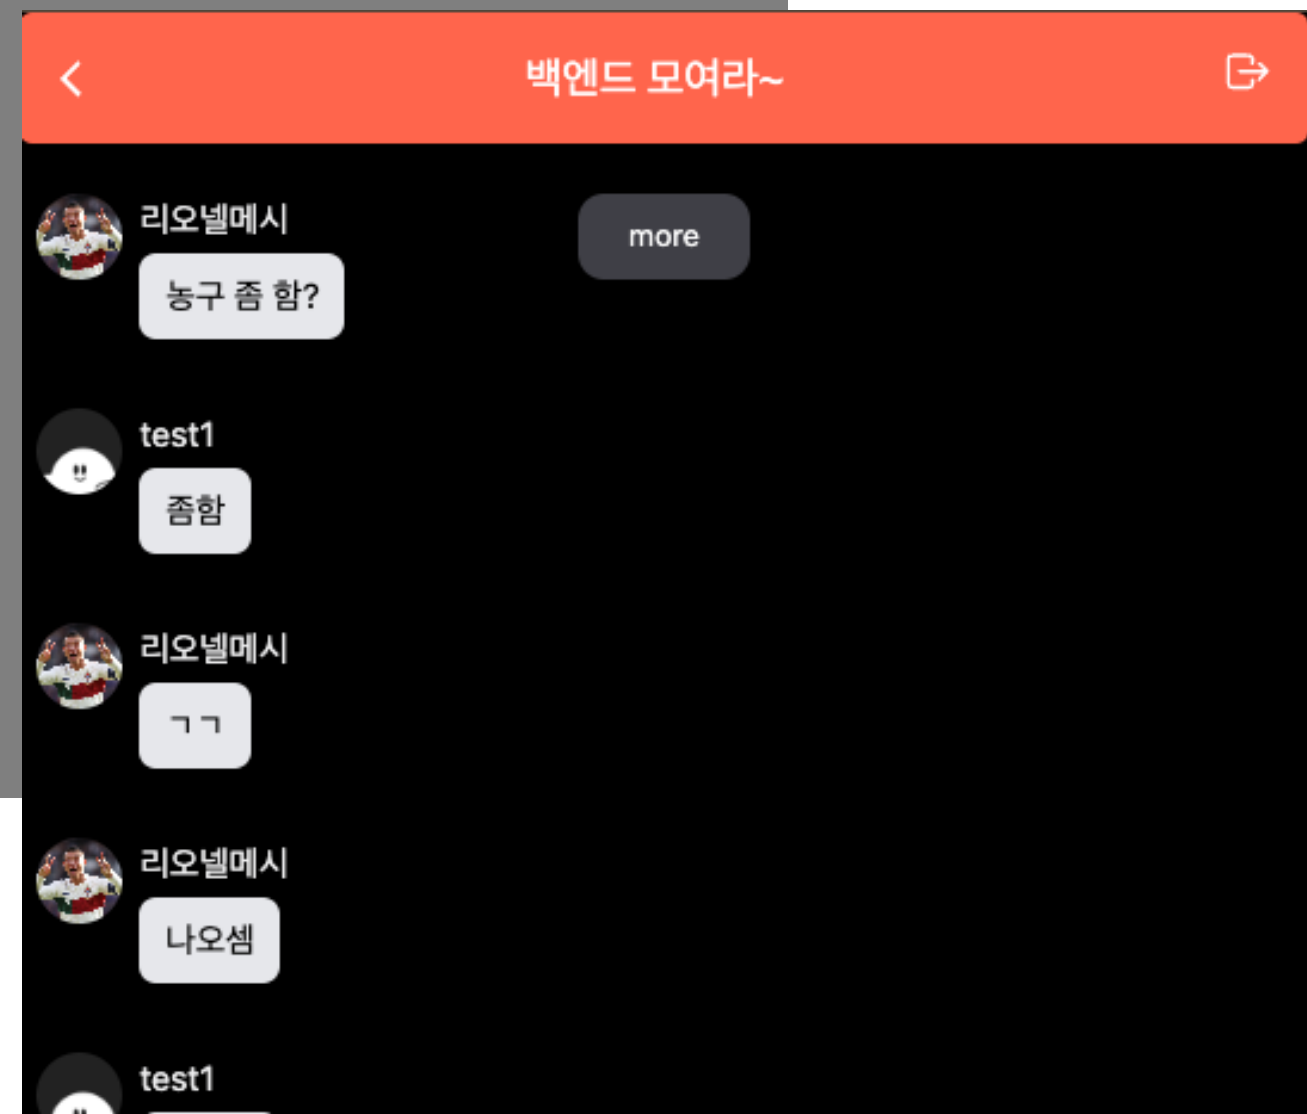 백엔드 모여라~
리오넬메시
more
농구 좀 함?
test1
좀함
리오넬메시
ㄱㄱ
리오넬메시
나오셈
test1